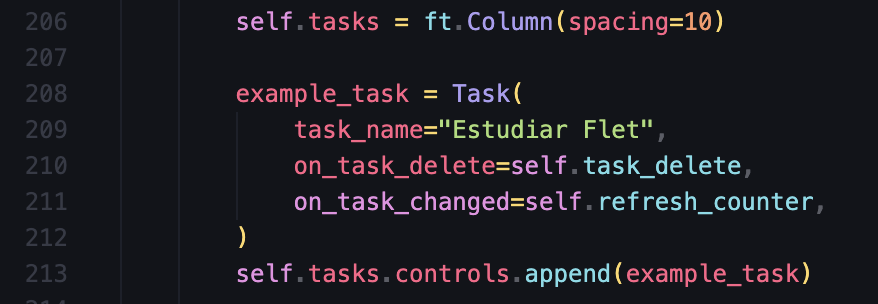 206 self.tasks = ft.Column(spacing=10)
207
208 example_task = Task(
209 task_name="Estudiar Flet",
210 on_task_delete=self.task_delete,
211 on_task_changed=self.refresh_counter,
212 )
213 self.tasks.controls.append(example_task)